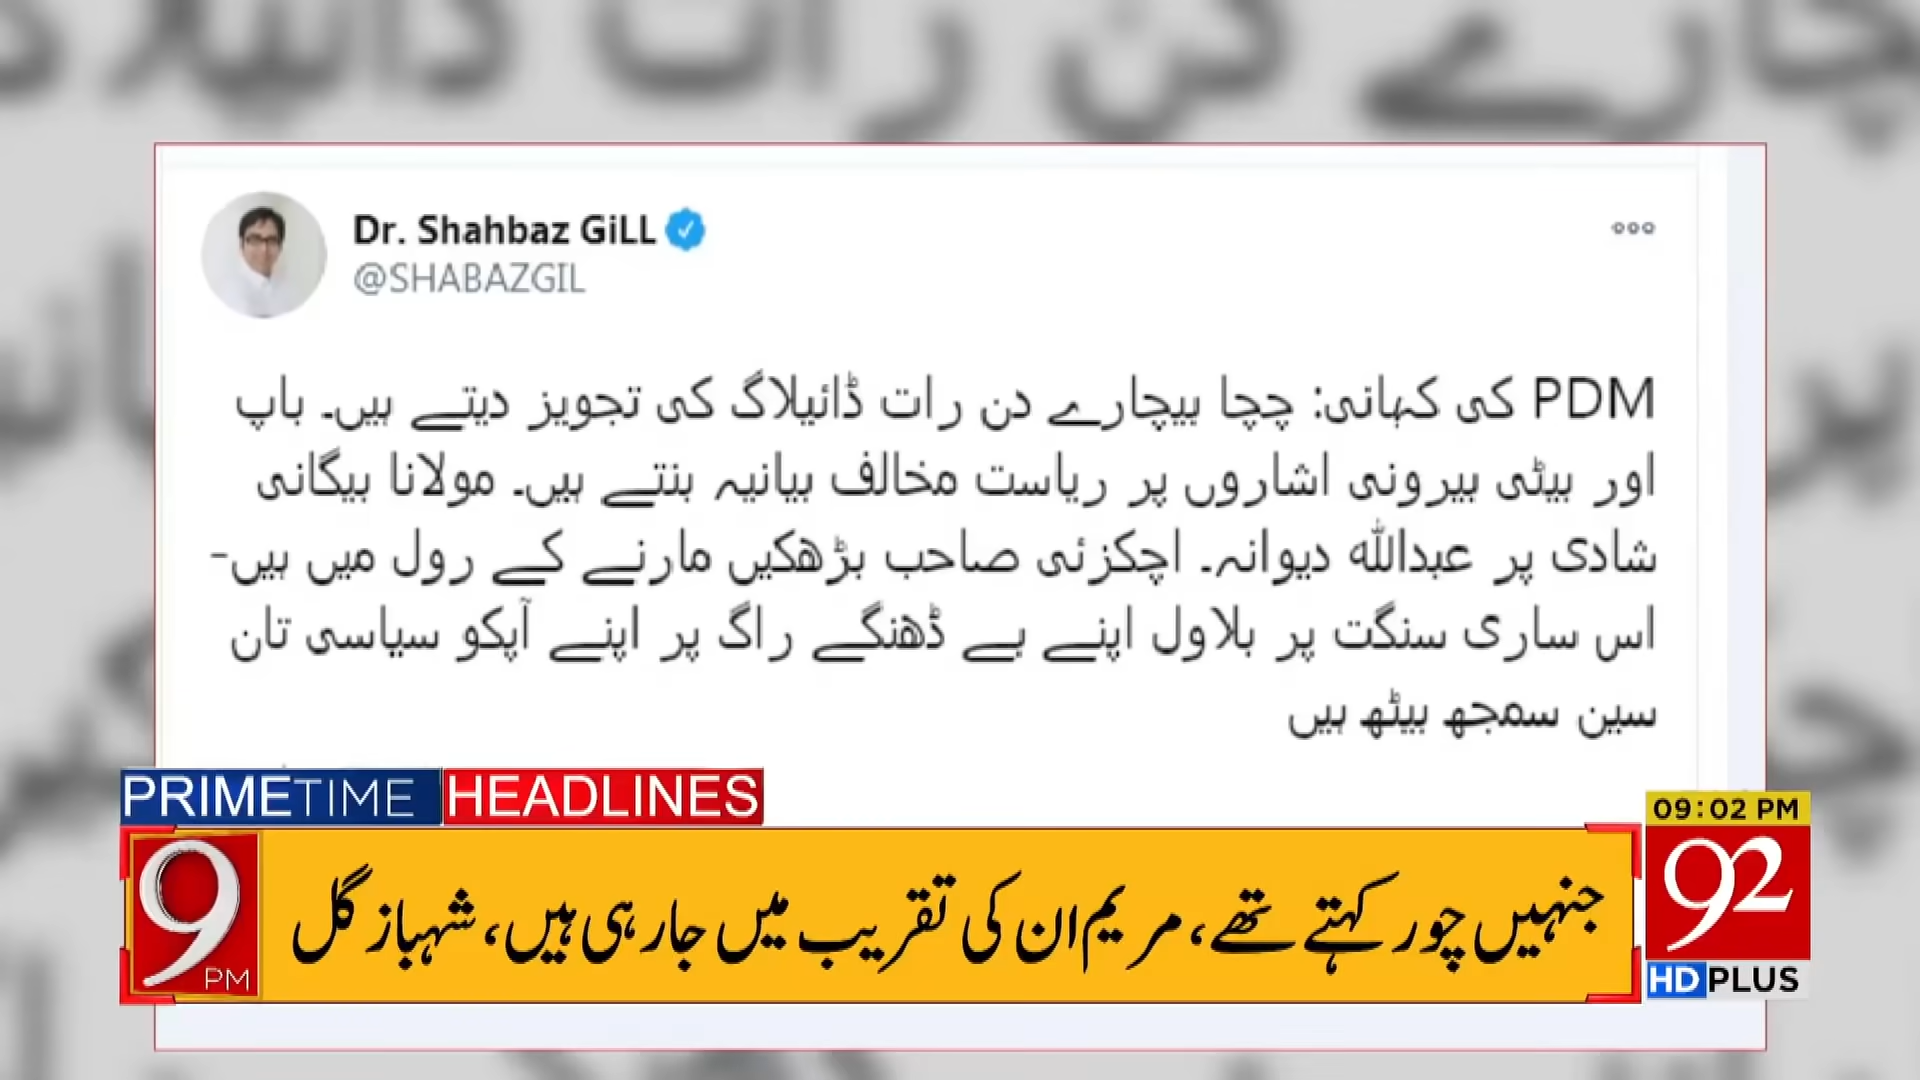 Dr. Shahbaz GiLL
@SHABAZGIL
PDM کی کہانی: چچا بیچارے دن رات ڈائیلاگ کی تجویز دیتے ہیں۔ باپ
اور بیٹی بیرونی اشاروں پر ریاست مخالف بیانیہ بنتے ہیں۔ مولانا بیگانی
شادی پر عبداللہ دیوانہ۔ اچکزئی صاحب بڑھکیں مارنے کے رول میں ہیں-
اس ساری سنگت پر بلاول اپنے بے ڈھنگے راگ پر اپنے آپکو سیاسی تان
سین سمجھ بیٹھ ہیں
PRIMETIME HEADLINES
09:02 PM
9 PM
جنہیں چور کہتے تھے، مریم ان کی تقریب میں جارہی ہیں، شہباز گل
92
HD PLUS